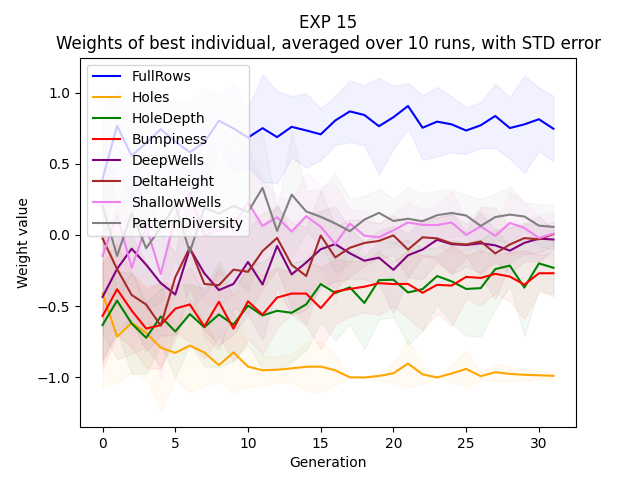 EXP 15
Weights of best individual, averaged over 10 runs, with STD error
FullRows
Holes
HoleDepth
Bumpiness
DeepWells
DeltaHeight
ShallowWells
PatternDiversity
1.0
0.5
0.0
−0.5
−1.0
Weight value
0 5 10 15 20 25 30
Generation